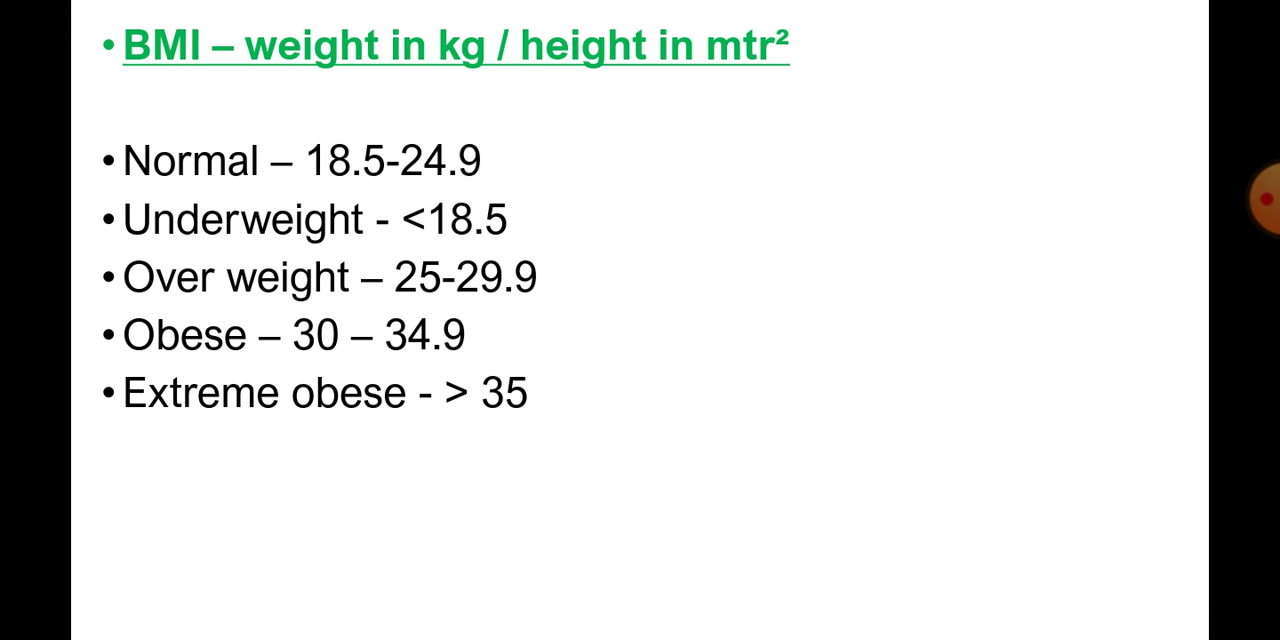 • BMI – weight in kg / height in mtr²
• Normal – 18.5-24.9
• Underweight - <18.5
• Over weight – 25-29.9
• Obese – 30 – 34.9
• Extreme obese - > 35